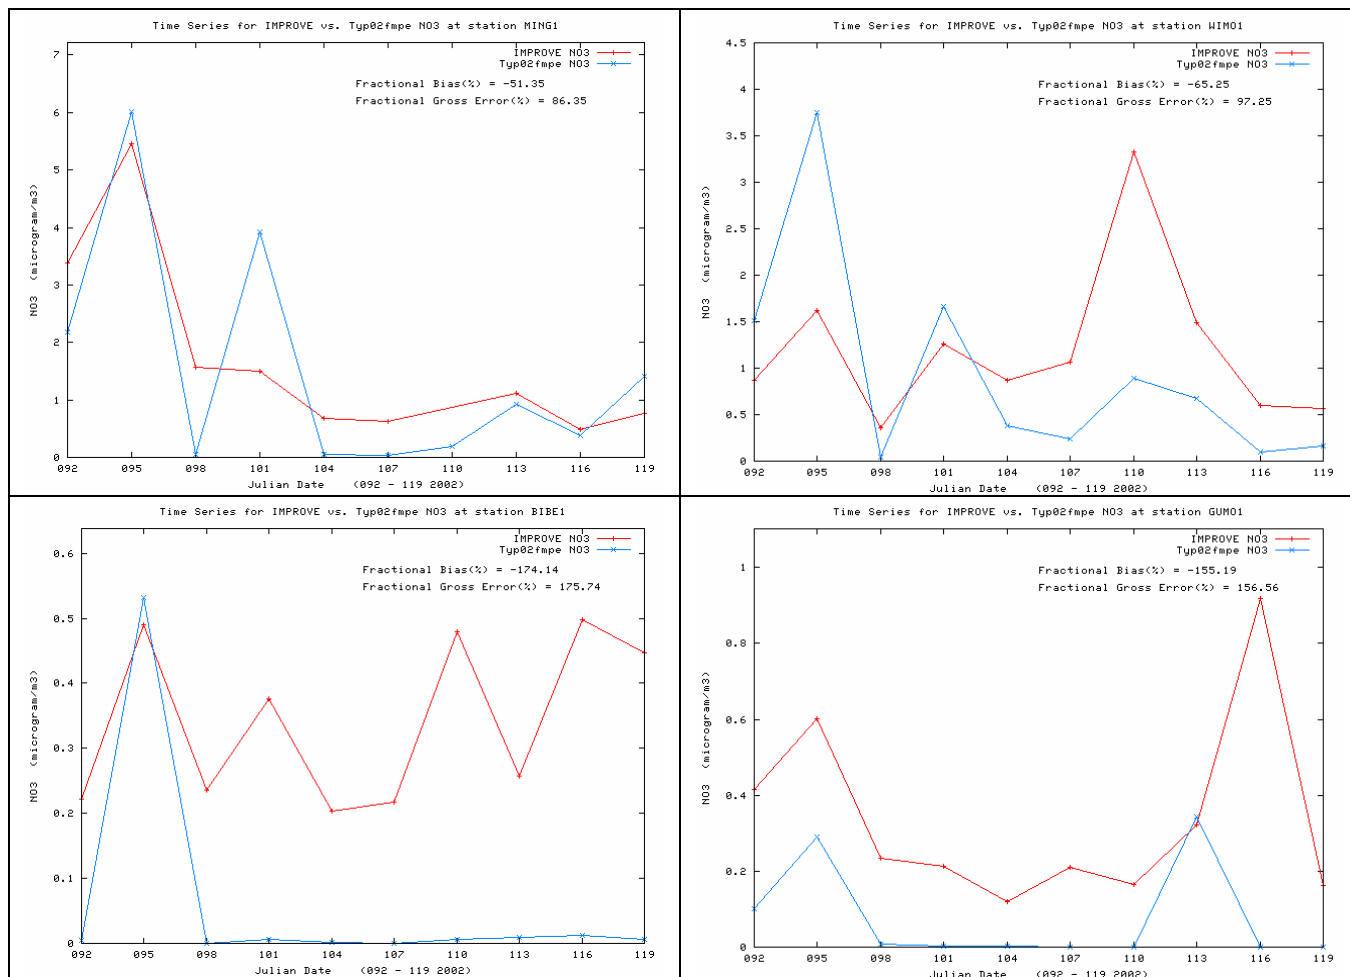 Time Series for IMPROVE vs. Typ02fmpe NO3 at station MING1
IMPROVE NO3
Typ02fmpe NO3
Fractional Bias(%) = -51.35
Fractional Gross Error(%) = 86.35
NO3 (microgram/m3)
7
6
5
4
3
2
1
0
092 095 098 101 104 107 110 113 116 119
Julian Date (092 - 119 2002)
Time Series for IMPROVE vs. Typ02fmpe NO3 at station WIMO1
IMPROVE NO3
Typ02fmpe NO3
Fractional Bias(%) = -65.25
Fractional Gross Error(%) = 97.25
NO3 (microgram/m3)
4.5
4
3.5
3
2.5
2
1.5
1
0.5
0
092 095 098 101 104 107 110 113 116 119
Julian Date (092 - 119 2002)
Time Series for IMPROVE vs. Typ02fmpe NO3 at station BIBE1
IMPROVE NO3
Typ02fmpe NO3
Fractional Bias(%) = -174.14
Fractional Gross Error(%) = 175.74
NO3 (microgram/m3)
0.6
0.5
0.4
0.3
0.2
0.1
0
092 095 098 101 104 107 110 113 116 119
Julian Date (092 - 119 2002)
Time Series for IMPROVE vs. Typ02fmpe NO3 at station GUMO1
IMPROVE NO3
Typ02fmpe NO3
Fractional Bias(%) = -155.19
Fractional Gross Error(%) = 156.56
NO3 (microgram/m3)
1
0.8
0.6
0.4
0.2
0
092 095 098 101 104 107 110 113 116 119
Julian Date (092 - 119 2002)